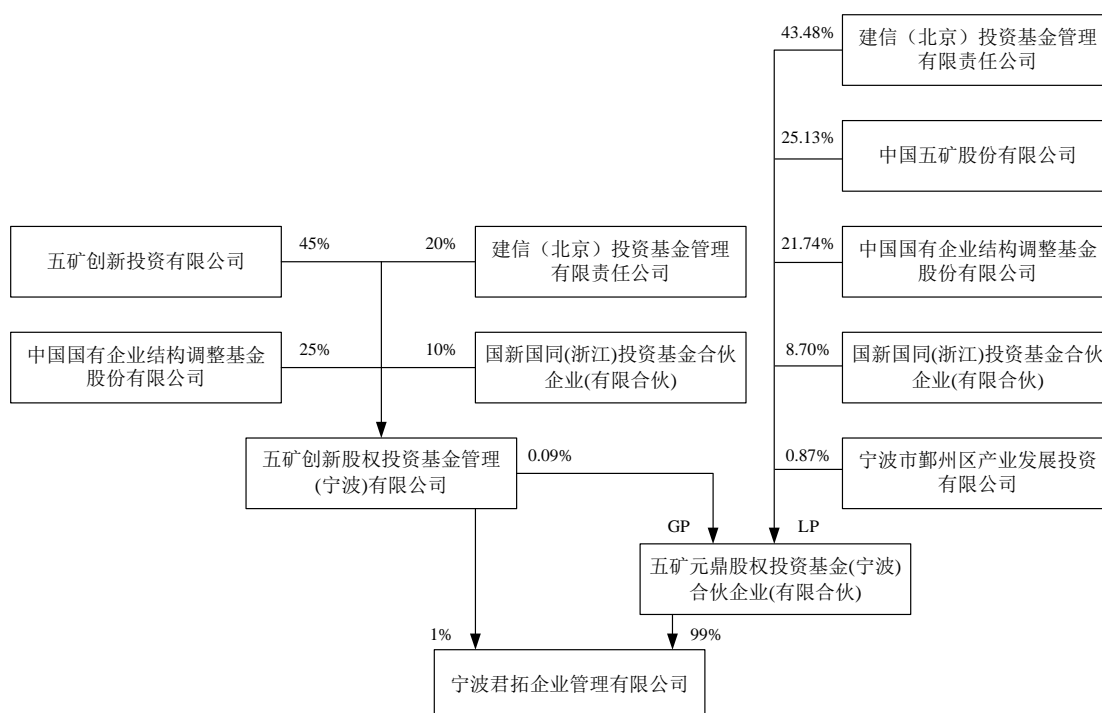 43.48%
建信（北京）投资基金管理
有限责任公司
25.13%
中国五矿股份有限公司
45%
20%
21.74%
五矿创新投资有限公司
建信（北京）投资基金管理
有限责任公司
中国国有企业结构调整基金
股份有限公司
25%
10%
8.70%
中国国有企业结构调整基金
股份有限公司
国新国同(浙江)投资基金合伙
企业(有限合伙)
国新国同(浙江)投资基金合伙
企业(有限合伙)
五矿创新股权投资基金管理
(宁波)有限公司
0.09%
0.87%
宁波市鄞州区产业发展投资
有限公司
GP
LP
五矿元鼎股权投资基金(宁波)
合伙企业(有限合伙)
1%
99%
宁波君拓企业管理有限公司